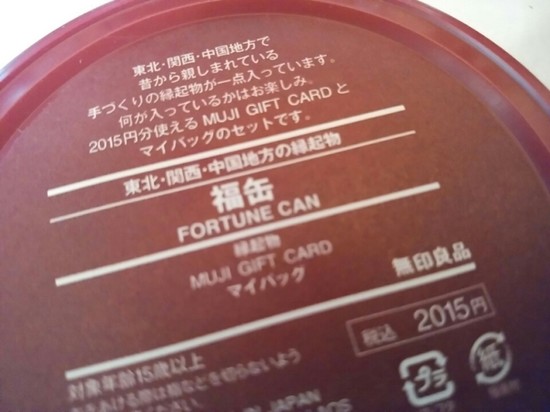 東北・関西・中国地方で
昔から親しまれている
手づくりの縁起物が一点入っています。
何が入っているかはお楽しみ。
2015円分使える MUJI GIFT CARD と
マイバッグのセットです。
東北・関西・中国地方の縁起物
福缶
FORTUNE CAN
縁起物
MUJI GIFT CARD
マイバッグ
無印良品
税込 2015円
対象年齢15歳以上
プラ
紙
IN JAPAN